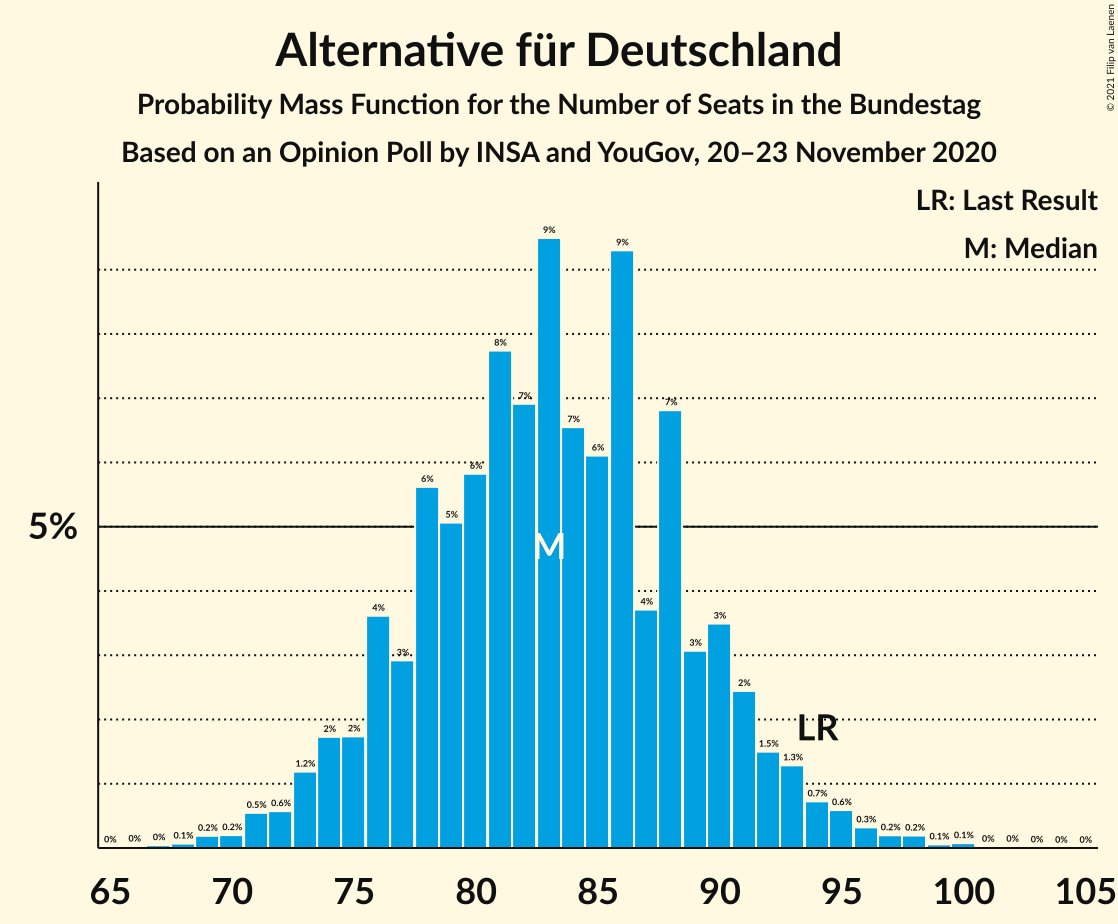 Alternative für Deutschland
Probability Mass Function for the Number of Seats in the Bundestag
Based on an Opinion Poll by INSA and YouGov, 20–23 November 2020
© 2021 Filip van Laenen
LR: Last Result
M: Median
5%
0% 0% 0% 0.1% 0.2% 0.2% 0.5% 0.6% 1.2% 2% 2% 4% 3% 6% 5% 6% 8% 7% 9% 7% 6% 9% 4% 7% 3% 3% 2% 1.5% 1.3% 0.7% 0.6% 0.3% 0.2% 0.2% 0.1% 0.1% 0% 0% 0% 0% 0%
M
LR
65 70 75 80 85 90 95 100 105